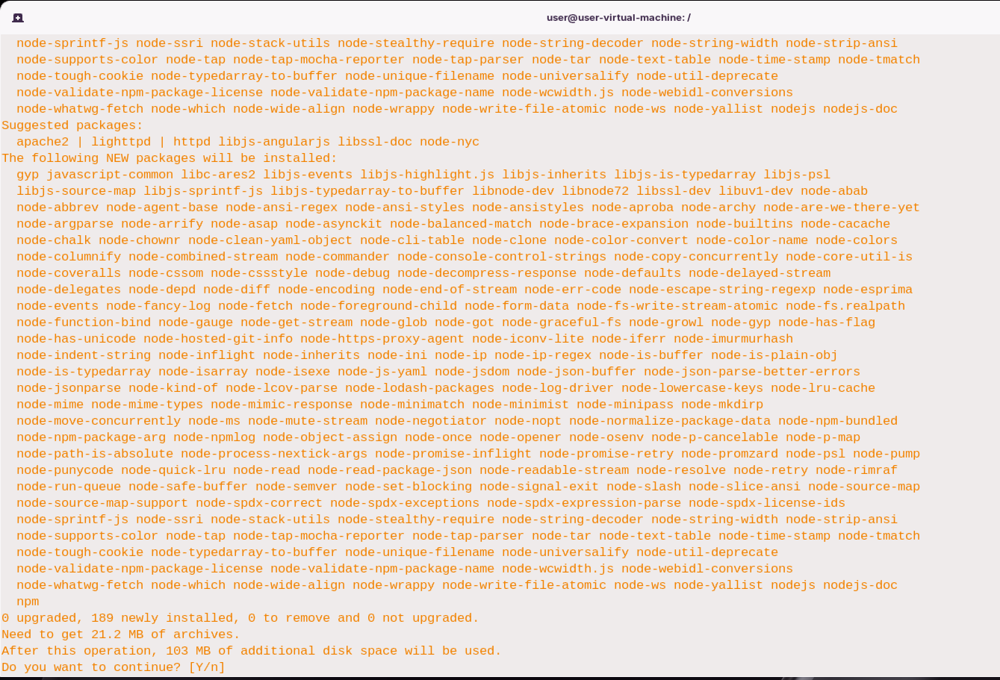 user@user-virtual-machine: /
node-sprintf-js node-ssri node-stack-utils node-stealthy-require node-string-decoder node-string-width node-strip-ansi
node-supports-color node-tap node-tap-mocha-reporter node-tap-parser node-tar node-text-table node-time-stamp node-tmatch
node-tough-cookie node-typedarray-to-buffer node-unique-filename node-universalify node-util-deprecate
node-validate-npm-package-license node-validate-npm-package-name node-wcwidth.js node-webidl-conversions
node-whatwg-fetch node-which node-wide-align node-wrappy node-write-file-atomic node-ws node-yallist nodejs nodejs-doc
Suggested packages:
apache2 | lighttpd | httpd libjs-angularjs libssl-doc node-nyc
The following NEW packages will be installed:
gyp javascript-common libc-ares2 libjs-events libjs-highlight.js libjs-inherits libjs-is-typedarray libjs-psl
libjs-source-map libjs-sprintf-js libjs-typedarray-to-buffer libnode-dev libnode72 libssl-dev libuv1-dev node-abab
node-abbrev node-agent-base node-ansi-regex node-ansi-styles node-ansistyles node-aproba node-archy node-are-we-there-yet
node-argparse node-arrify node-asap node-asynckit node-balanced-match node-brace-expansion node-builtins node-cacache
node-chalk node-chownr node-clean-yaml-object node-cli-table node-clone node-color-convert node-color-name node-colors
node-columnify node-combined-stream node-commander node-console-control-strings node-copy-concurrently node-core-util-is
node-coveralls node-cssom node-cssstyle node-debug node-decompress-response node-defaults node-delayed-stream
node-delegates node-depd node-diff node-encoding node-end-of-stream node-err-code node-escape-string-regexp node-esprima
node-events node-fancy-log node-fetch node-foreground-child node-form-data node-fs-write-stream-atomic node-fs.realpath
node-function-bind node-gauge node-get-stream node-glob node-got node-graceful-fs node-growl node-gyp node-has-flag
node-has-unicode node-hosted-git-info node-https-proxy-agent node-iconv-lite node-iferr node-imurmurhash
node-indent-string node-inflight node-inherits node-ini node-ip node-ip-regex node-is-buffer node-is-plain-obj
node-is-typedarray node-isarray node-isexe node-js-yaml node-jsdom node-json-buffer node-json-parse-better-errors
node-jsonparse node-kind-of node-lcov-parse node-lodash-packages node-log-driver node-lowercase-keys node-lru-cache
node-mime node-mime-types node-mimic-response node-minimatch node-minimist node-minipass node-mkdirp
node-move-concurrently node-ms node-mute-stream node-negotiator node-nopt node-normalize-package-data node-npm-bundled
node-npm-package-arg node-npmlog node-object-assign node-once node-opener node-osenv node-p-cancelable node-p-map
node-path-is-absolute node-process-nextick-args node-promise-inflight node-promise-retry node-promzard node-psl node-pump
node-punycode node-quick-lru node-read node-read-package-json node-readable-stream node-resolve node-retry node-rimraf
node-run-queue node-safe-buffer node-semver node-set-blocking node-signal-exit node-slash node-slice-ansi node-source-map
node-source-map-support node-spdx-correct node-spdx-exceptions node-spdx-expression-parse node-spdx-license-ids
node-sprintf-js node-ssri node-stack-utils node-stealthy-require node-string-decoder node-string-width node-strip-ansi
node-supports-color node-tap node-tap-mocha-reporter node-tap-parser node-tar node-text-table node-time-stamp node-tmatch
node-tough-cookie node-typedarray-to-buffer node-unique-filename node-universalify node-util-deprecate
node-validate-npm-package-license node-validate-npm-package-name node-wcwidth.js node-webidl-conversions
node-whatwg-fetch node-which node-wide-align node-wrappy node-write-file-atomic node-ws node-yallist nodejs nodejs-doc
npm
0 upgraded, 189 newly installed, 0 to remove and 0 not upgraded.
Need to get 21.2 MB of archives.
After this operation, 103 MB of additional disk space will be used.
Do you want to continue? [Y/n]